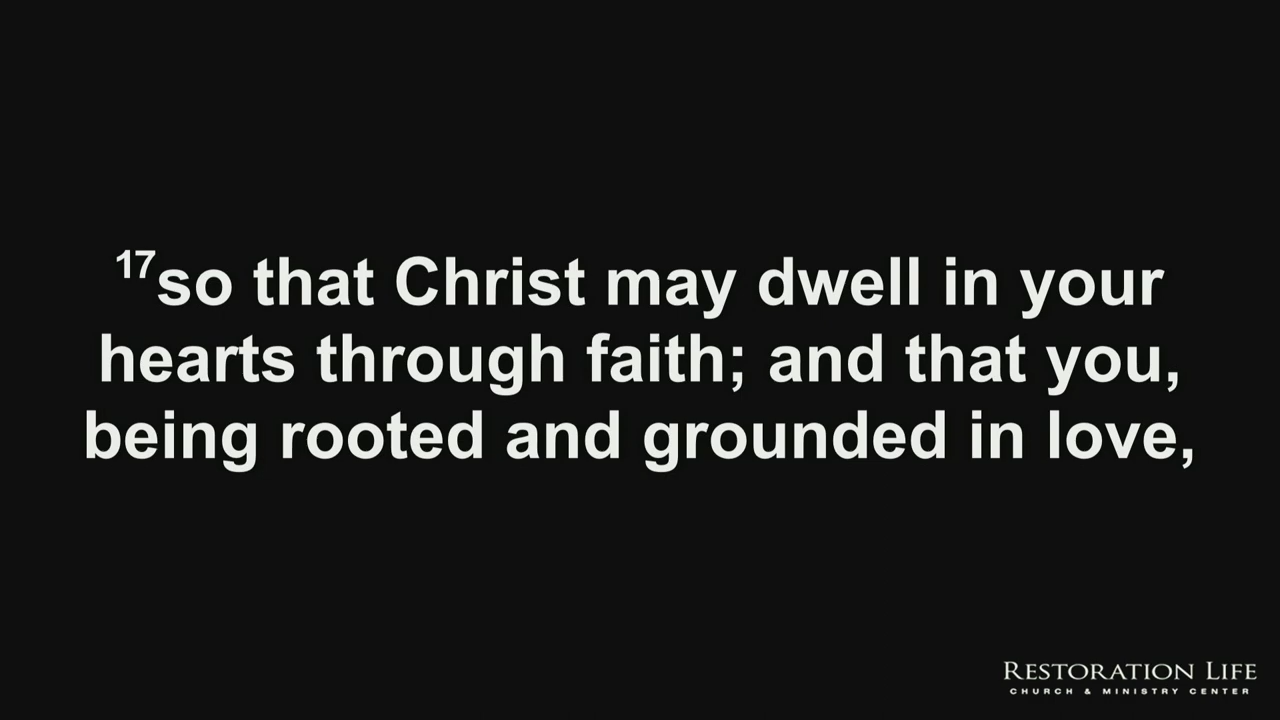 17so that Christ may dwell in your
hearts through faith; and that you,
being rooted and grounded in love,
RESTORATION LIFE
CHURCH & MINISTRY CENTER